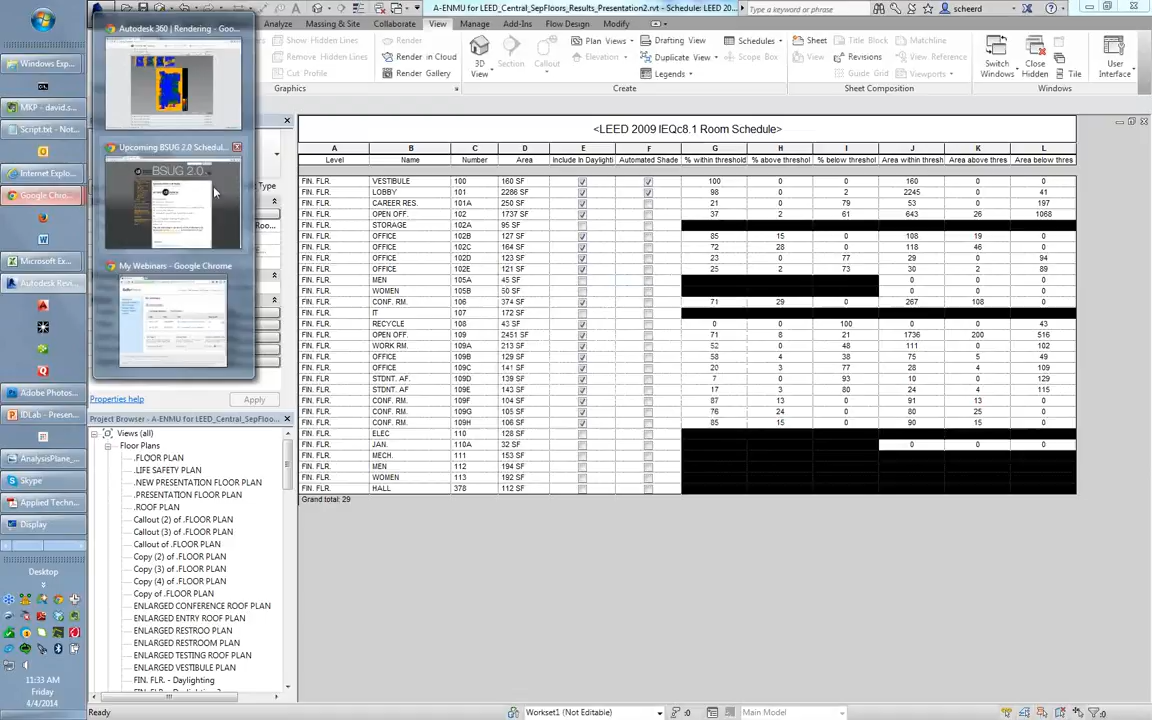 A-ENMU for LEED_Central_SepFloors_Results_Presentation2.rvt - Schedule: LEED 20...
Type a keyword or phrase
scheerd
Analyze Massing & Site Collaborate View Manage Add-Ins Flow Design Modify
Show Hidden Lines
Remove Hidden Lines
Cut Profile
Graphics
Render
Render in Cloud
Render Gallery
3D View
Section
Callout
Plan Views
Elevation
Drafting View
Duplicate View
Legends
Schedules
Scope Box
Create
Sheet
Title Block
Matchline
Revisions
Guide Grid
Viewports
Sheet Composition
Switch Windows
Close Hidden
Tile
User Interface
Windows
Windows Exp...
MKP - david.s...
Script.txt - Not...
Internet Explo...
Google Chro...
Microsoft Ex...
Autodesk Revi...
Adobe Photos...
IDLab - Presen...
AnalysisPlane_...
Skype
Applied Techn...
Display
Desktop
11:33 AM
Friday
4/4/2014
Autodesk 360 | Rendering - Goo...
Upcoming BSUG 2.0 Schedul...
BSUG 2.0
My Webinars - Google Chrome
Type
Roo...
Properties help
Apply
Project Browser - A-ENMU for LEED_Central_SepFloo...
Views (all)
Floor Plans
.FLOOR PLAN
.LIFE SAFETY PLAN
.NEW PRESENTATION FLOOR PLAN
.PRESENTATION FLOOR PLAN
.ROOF PLAN
Callout (2) of .FLOOR PLAN
Callout (3) of .FLOOR PLAN
Callout of .FLOOR PLAN
Copy (2) of .FLOOR PLAN
Copy (3) of .FLOOR PLAN
Copy (4) of .FLOOR PLAN
Copy of .FLOOR PLAN
ENLARGED CONFERENCE ROOF PLAN
ENLARGED ENTRY ROOF PLAN
ENLARGED RESTROO PLAN
ENLARGED RESTROOM PLAN
ENLARGED TESTING ROOF PLAN
ENLARGED VESTIBULE PLAN
FIN. FLR. - Daylighting
<LEED 2009 IEQc8.1 Room Schedule>
A B C D E F G H I J K L
Level Name Number Area Include In Daylighti Automated Shade % within threshold % above threshol % below threshol Area within thresh Area above thres Area below thres
FIN. FLR. VESTIBULE 100 160 SF 100 0 0 160 0 0
FIN. FLR. LOBBY 101 2286 SF 98 0 2 2245 0 41
FIN. FLR. CAREER RES. 101A 250 SF 21 0 79 53 0 197
FIN. FLR. OPEN OFF. 102 1737 SF 37 2 61 643 26 1068
FIN. FLR. STORAGE 102A 95 SF
FIN. FLR. OFFICE 102B 127 SF 85 15 0 108 19 0
FIN. FLR. OFFICE 102C 164 SF 72 28 0 118 46 0
FIN. FLR. OFFICE 102D 123 SF 23 0 77 29 0 94
FIN. FLR. OFFICE 102E 121 SF 25 2 73 30 2 89
FIN. FLR. MEN 105A 45 SF 0 0 0
FIN. FLR. WOMEN 105B 50 SF 0 0 0
FIN. FLR. CONF. RM. 106 374 SF 71 29 0 267 108 0
FIN. FLR. IT 107 172 SF
FIN. FLR. RECYCLE 108 43 SF 0 0 100 0 0 43
FIN. FLR. OPEN OFF. 109 2451 SF 71 8 21 1736 200 516
FIN. FLR. WORK RM. 109A 213 SF 52 0 48 111 0 102
FIN. FLR. OFFICE 109B 129 SF 58 4 38 75 5 49
FIN. FLR. OFFICE 109C 141 SF 20 3 77 28 4 109
FIN. FLR. STDNT. AF. 109D 139 SF 7 0 93 10 0 129
FIN. FLR. STDNT. AF. 109E 143 SF 17 3 80 24 4 115
FIN. FLR. CONF. RM. 109F 104 SF 87 13 0 91 13 0
FIN. FLR. CONF. RM. 109G 105 SF 76 24 0 80 25 0
FIN. FLR. CONF. RM. 109H 106 SF 85 15 0 90 15 0
FIN. FLR. ELEC 110 128 SF
FIN. FLR. JAN. 110A 32 SF 0 0 0
FIN. FLR. MECH. 111 153 SF
FIN. FLR. MEN 112 194 SF
FIN. FLR. WOMEN 113 192 SF
FIN. FLR. HALL 378 112 SF
Grand total: 29
Ready
Workset1 (Not Editable)
:0
Main Model
:0